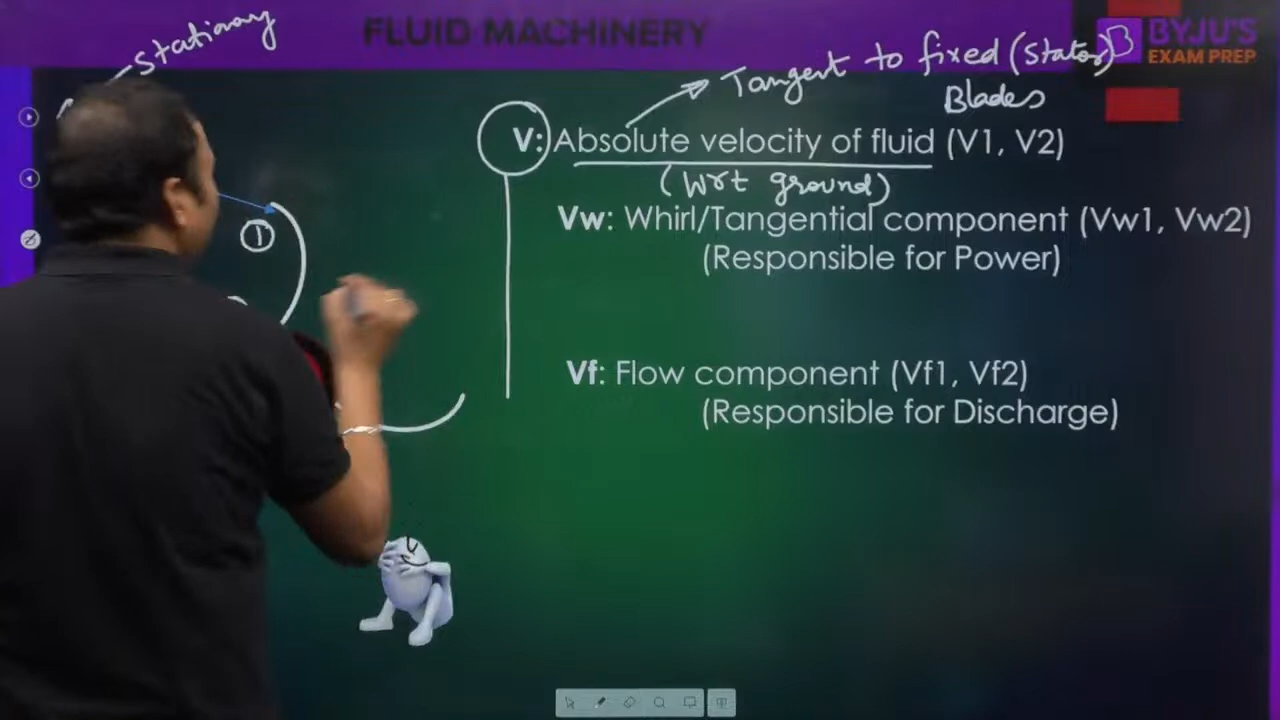 Stationary
FLUID MACHINERY
BYJU'S
EXAM PREP
Tangent to fixed (Stator)
Blades
V: Absolute velocity of fluid (V1, V2)
(Wrt ground)
Vw: Whirl/Tangential component (Vw1, Vw2)
(Responsible for Power)
1
Vf: Flow component (Vf1, Vf2)
(Responsible for Discharge)